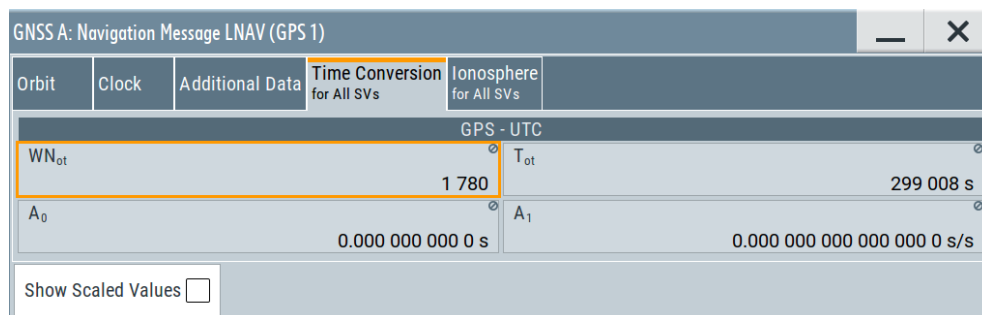 GNSS A: Navigation Message LNAV (GPS 1)
Orbit Clock Additional Data Time Conversion for All SVs Ionosphere for All SVs
GPS - UTC
WNot Tot
1 780 299 008 s
A0 A1
0.000 000 000 0 s 0.000 000 000 000 000 0 s/s
Show Scaled Values